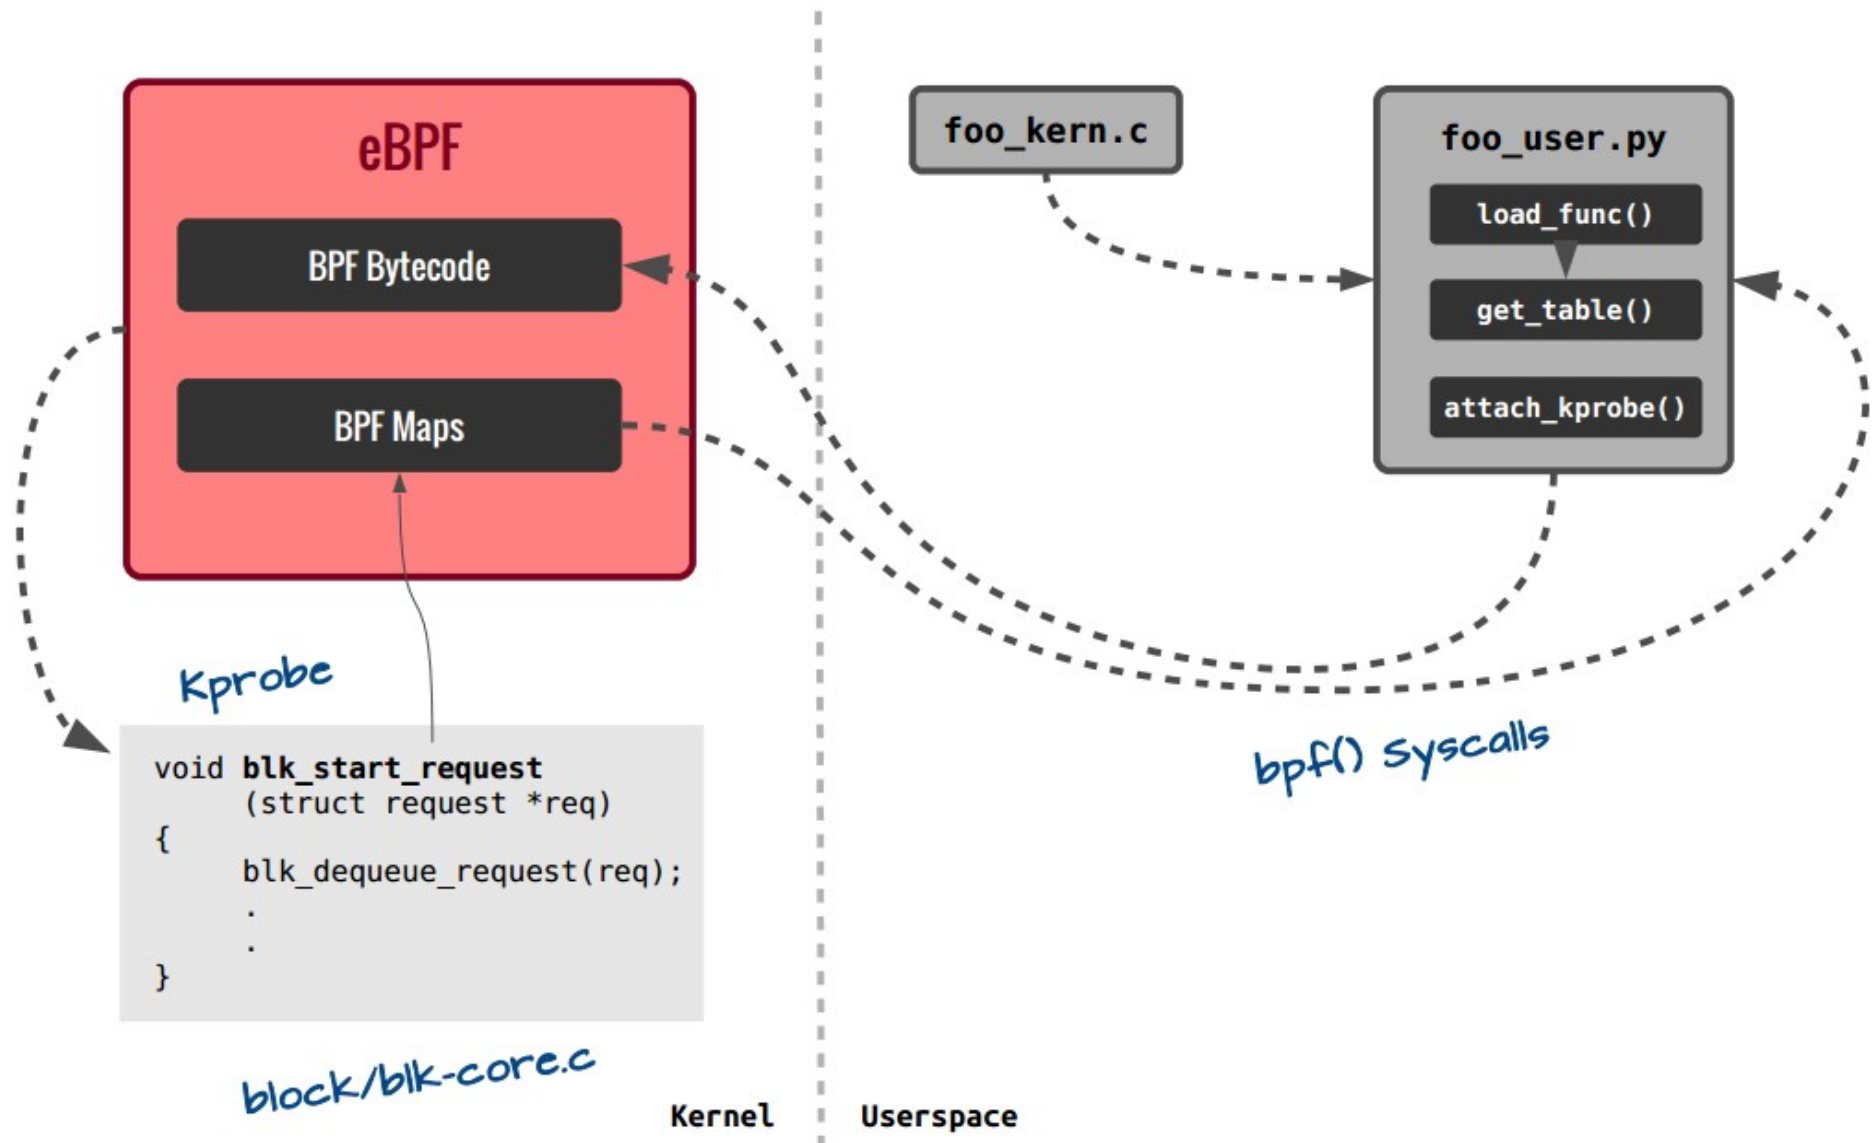 eBPF
BPF Bytecode
BPF Maps
Kprobe
void blk_start_request
(struct request *req)
{
blk_dequeue_request(req);
.
.
}
block/blk-core.c
Kernel
foo_kern.c
foo_user.py
load_func()
get_table()
attach_kprobe()
bpf() Syscalls
Userspace